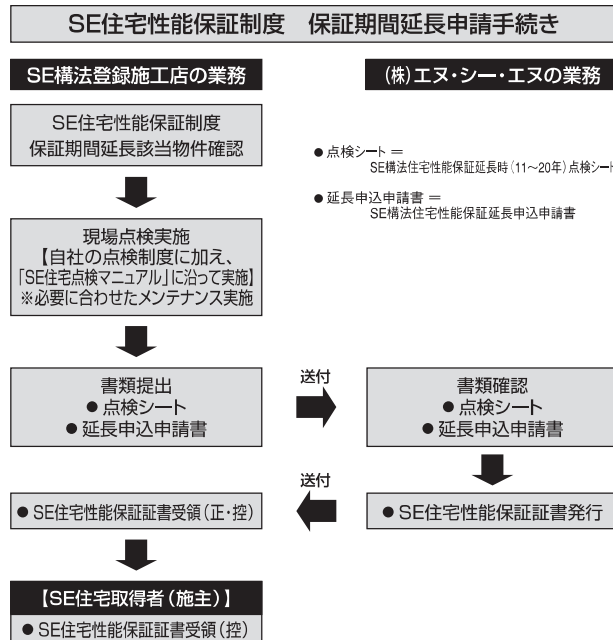 SE住宅性能保証制度　保証期間延長申請手続き
SE構法登録施工店の業務
(株)エヌ・シー・エヌの業務
SE住宅性能保証制度
保証期間延長該当物件確認
● 点検シート ＝
SE構法住宅性能保証延長時(11～20年)点検シート
● 延長申込申請書 ＝
SE構法住宅性能保証延長申込申請書
現場点検実施
【自社の点検制度に加え、
「SE住宅点検マニュアル」に沿って実施】
※必要に合わせたメンテナンス実施
書類提出
● 点検シート
● 延長申込申請書
送付
書類確認
● 点検シート
● 延長申込申請書
● SE住宅性能保証証書発行
送付
● SE住宅性能保証証書受領(正・控)
【SE住宅取得者(施主)】
● SE住宅性能保証証書受領(控)